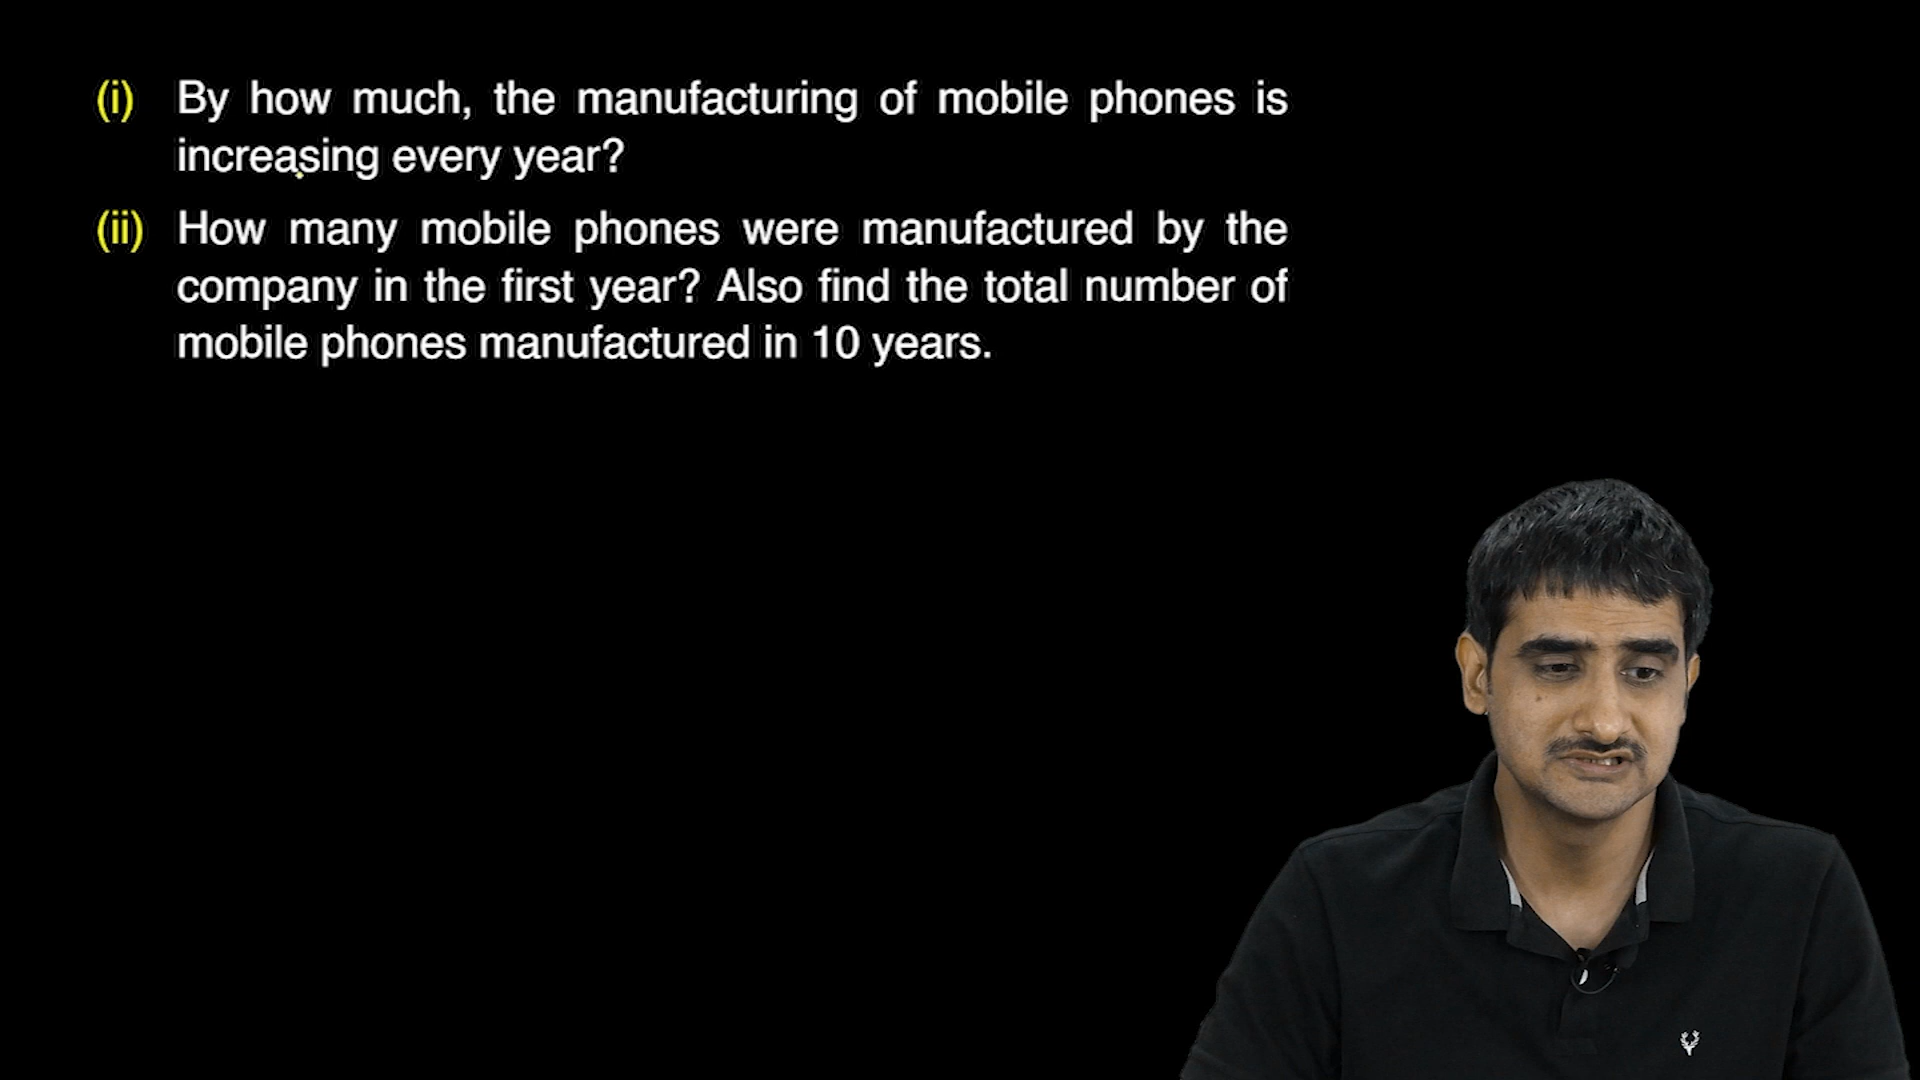 (i) By how much, the manufacturing of mobile phones is
increasing every year?
(ii) How many mobile phones were manufactured by the
company in the first year? Also find the total number of
mobile phones manufactured in 10 years.